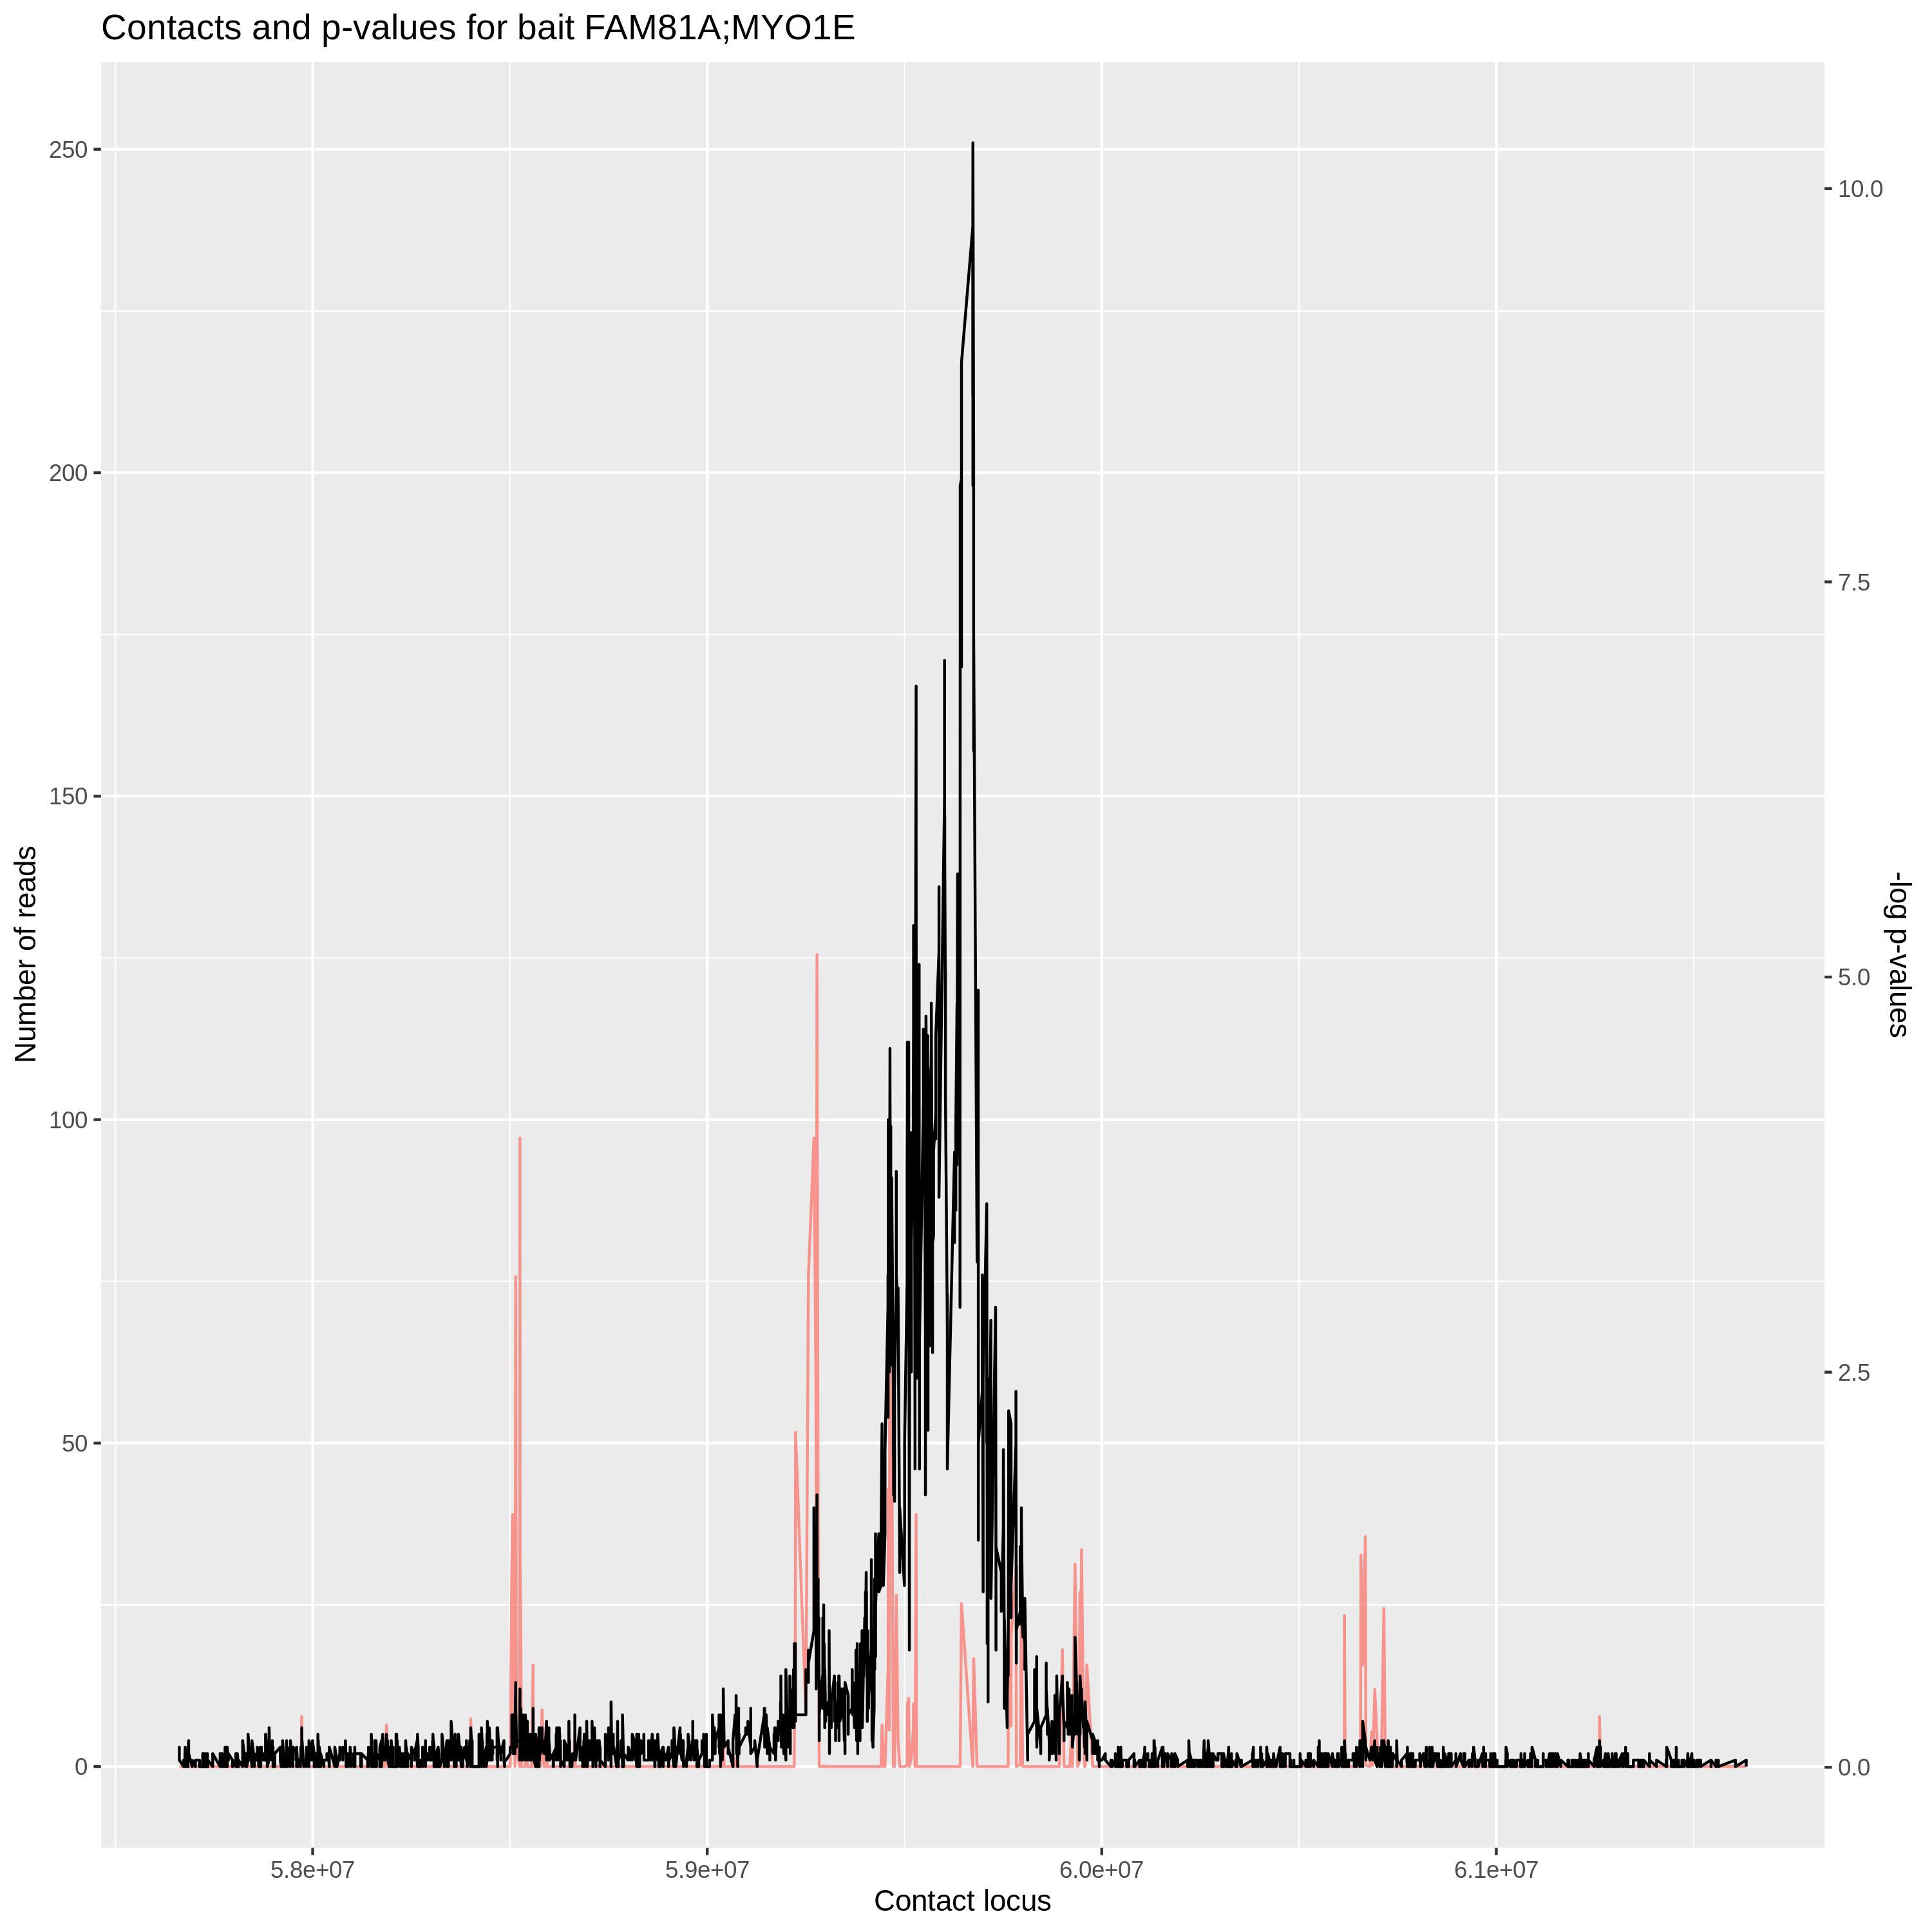 Contacts and p-values for bait FAM81A;MYO1E
250
200
150
100
50
0
Number of reads
10.0
7.5
5.0
2.5
0.0
-log p-values
5.8e+07 5.9e+07 6.0e+07 6.1e+07
Contact locus